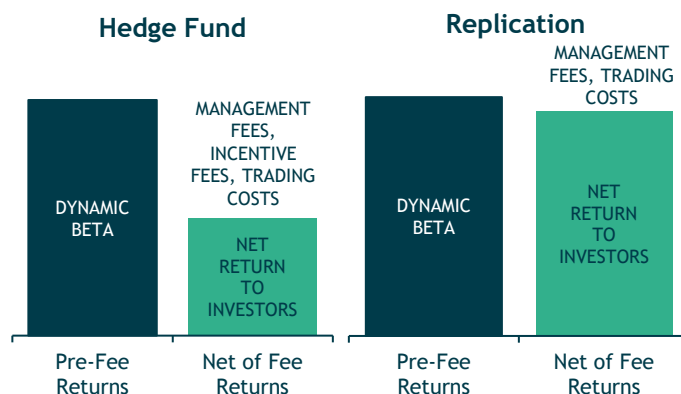 Hedge Fund
MANAGEMENT
FEES,
INCENTIVE
FEES, TRADING
COSTS
DYNAMIC
BETA
NET
RETURN
TO
INVESTORS
Pre-Fee
Returns
Net of Fee
Returns
Replication
MANAGEMENT
FEES, TRADING
COSTS
DYNAMIC
BETA
NET
RETURN
TO
INVESTORS
Pre-Fee
Returns
Net of Fee
Returns